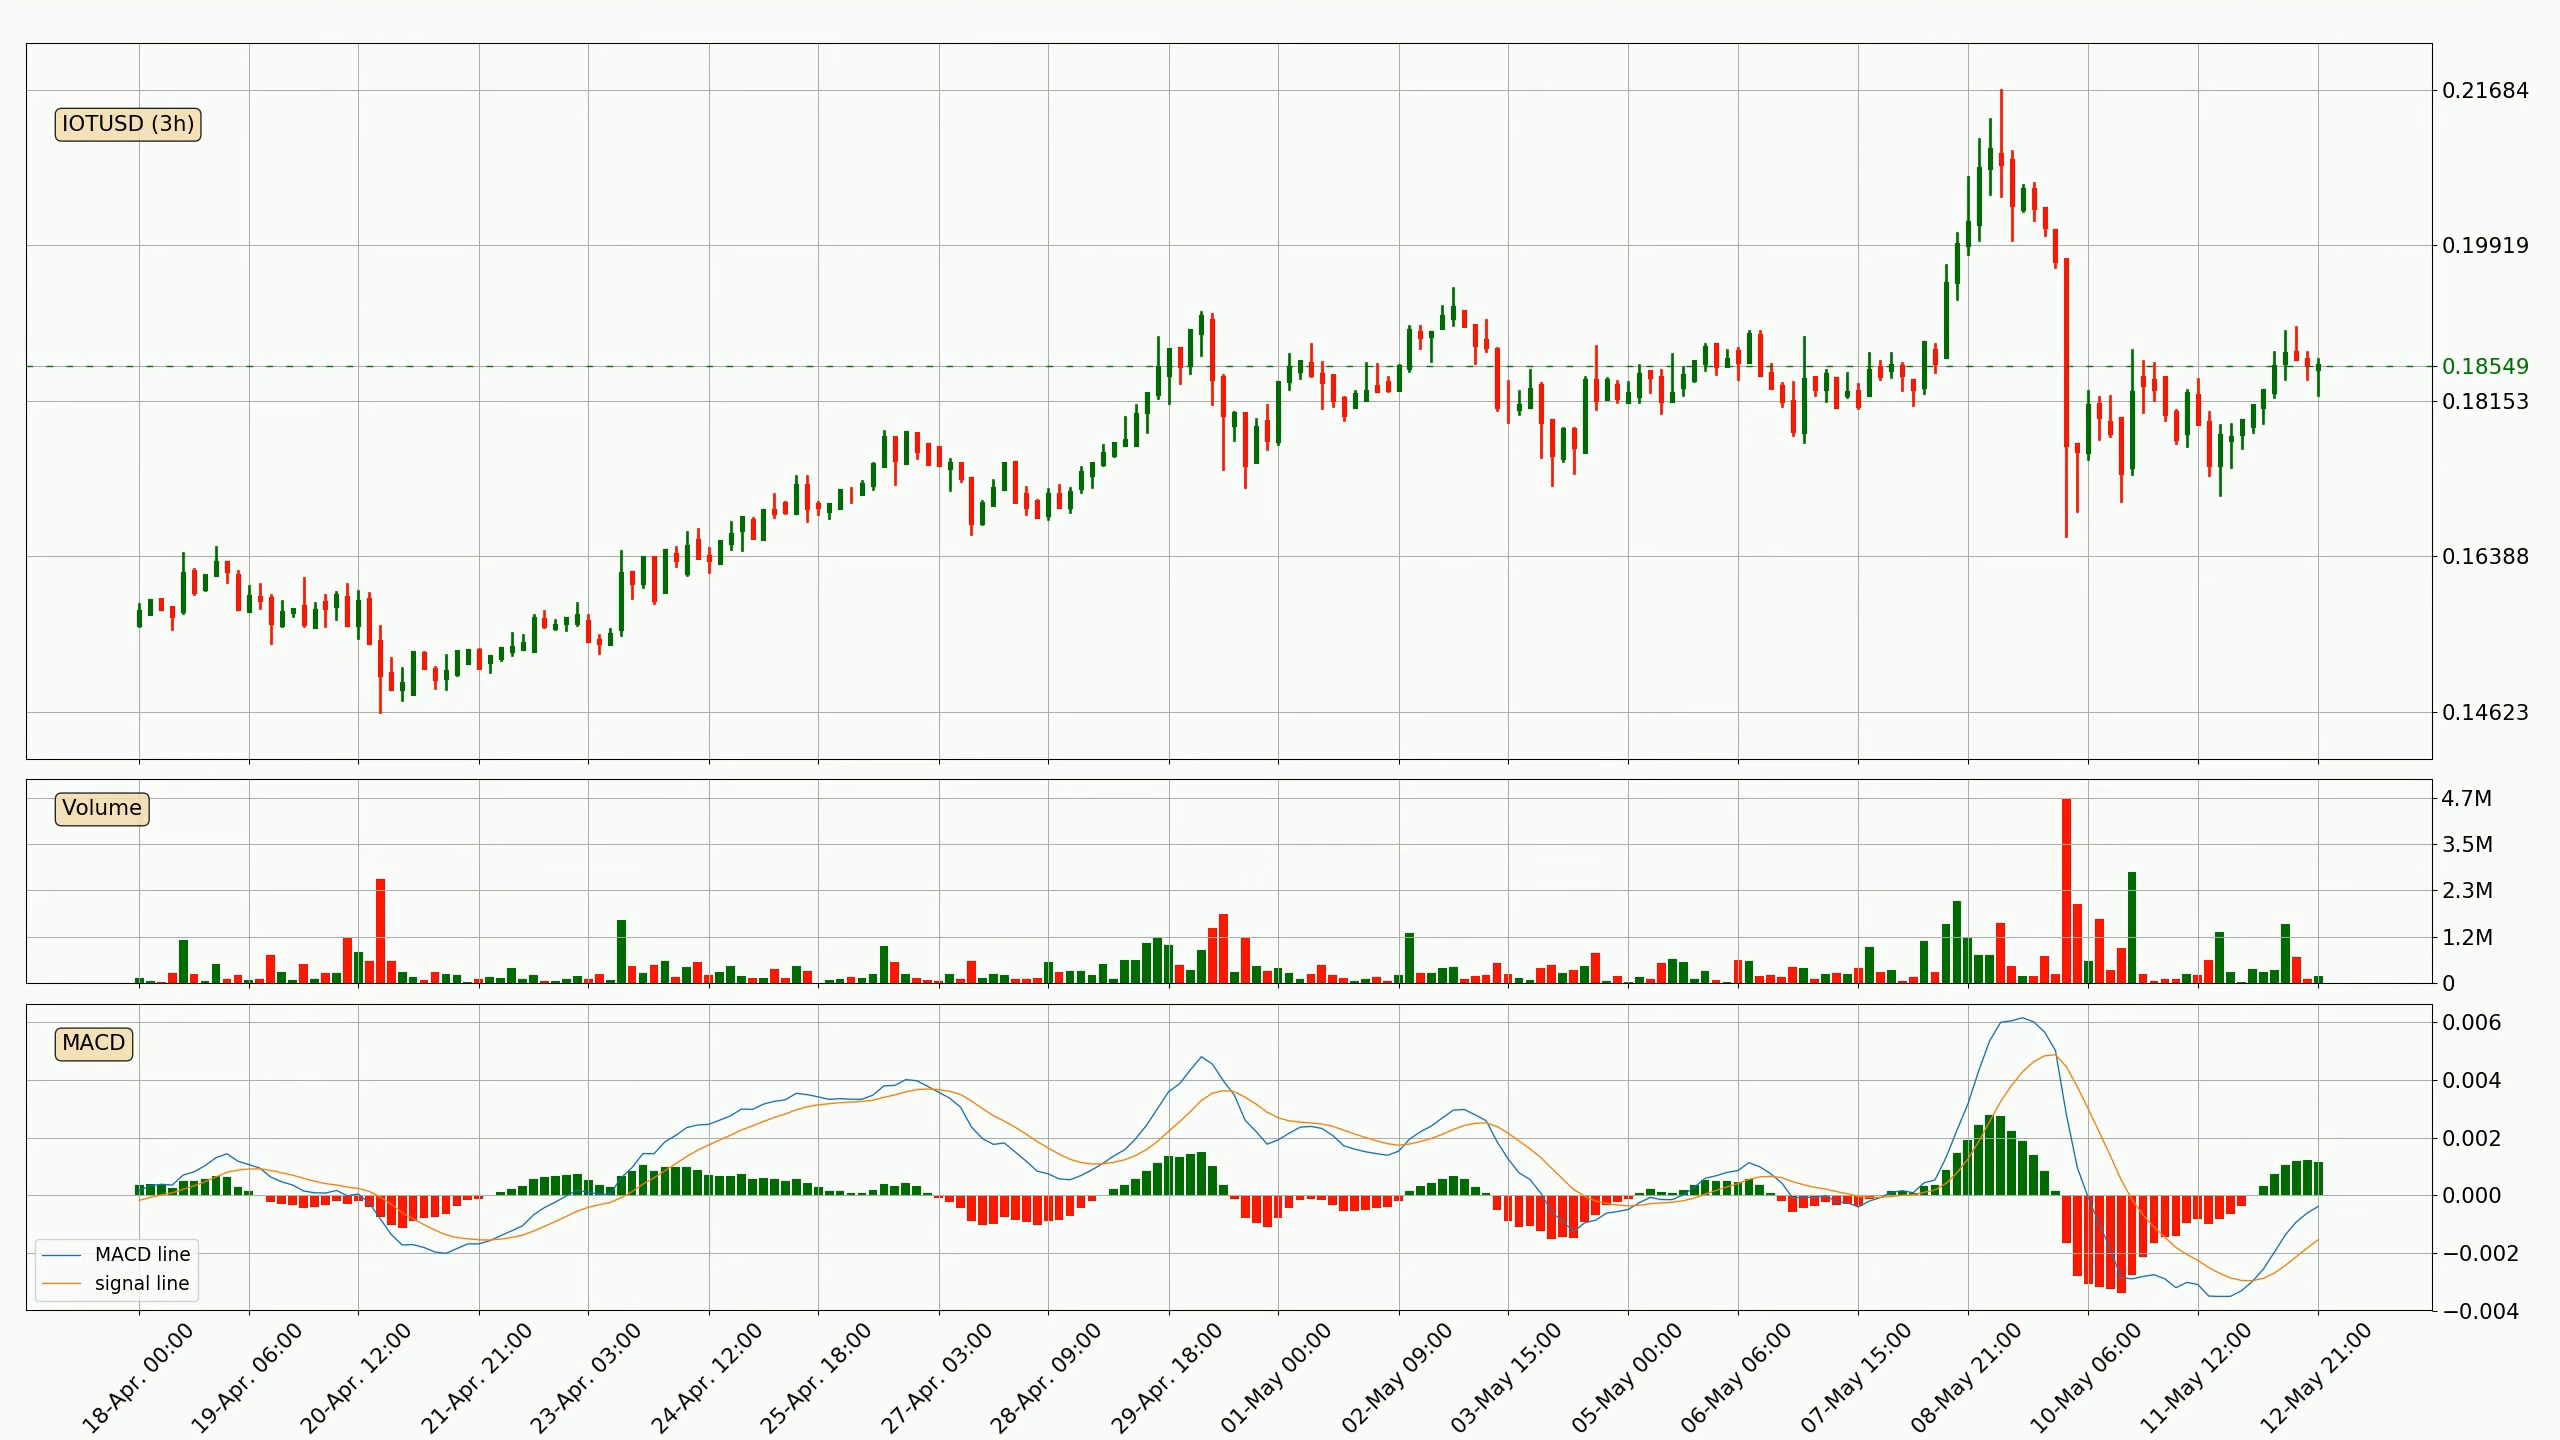 IOTUSD (3h)
0.21684
0.19919
0.18549
0.18153
0.16388
0.14623
Volume
4.7M
3.5M
2.3M
1.2M
0
MACD
0.006
0.004
0.002
0.000
−0.002
−0.004
MACD line
signal line
18-Apr. 00:00
19-Apr. 06:00
20-Apr. 12:00
21-Apr. 21:00
23-Apr. 03:00
24-Apr. 12:00
25-Apr. 18:00
27-Apr. 03:00
28-Apr. 09:00
29-Apr. 18:00
01-May 00:00
02-May 09:00
03-May 15:00
05-May 00:00
06-May 06:00
07-May 15:00
08-May 21:00
10-May 06:00
11-May 12:00
12-May 21:00